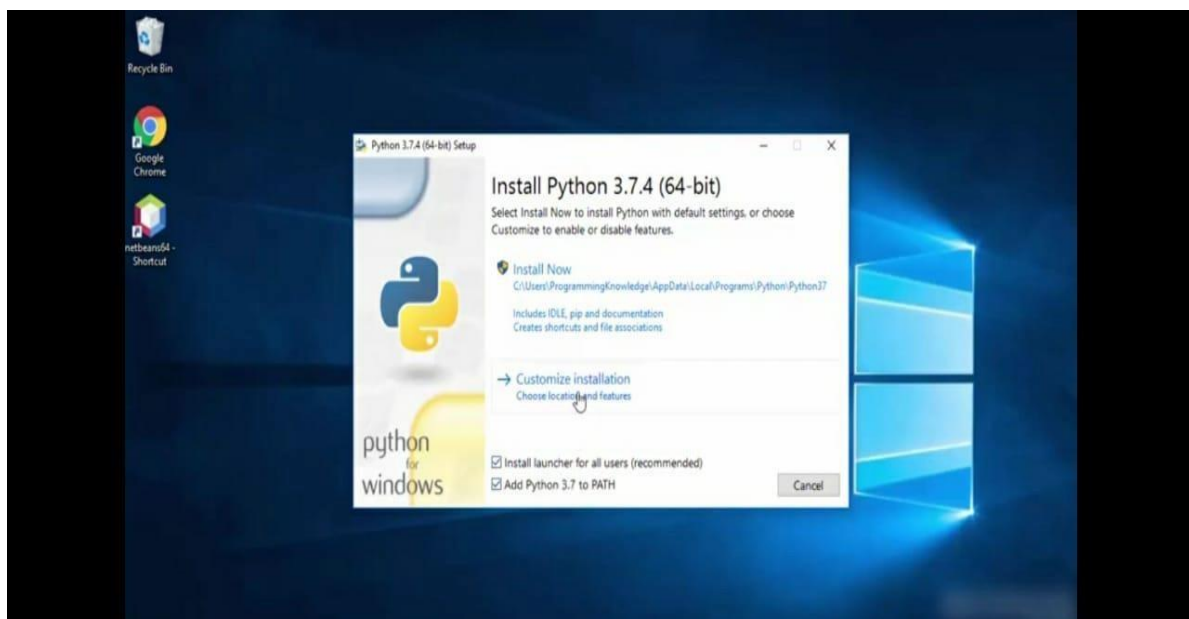 Recycle Bin
Google
Chrome
netbeans64 -
Shortcut
Python 3.7.4 (64-bit) Setup
Install Python 3.7.4 (64-bit)
Select Install Now to install Python with default settings, or choose
Customize to enable or disable features.
Install Now
C:\Users\ProgrammingKnowledge\AppData\Local\Programs\Python\Python37
Includes IDLE, pip and documentation
Creates shortcuts and file associations
Customize installation
Choose location and features
python
for
windows
Install launcher for all users (recommended)
Add Python 3.7 to PATH
Cancel